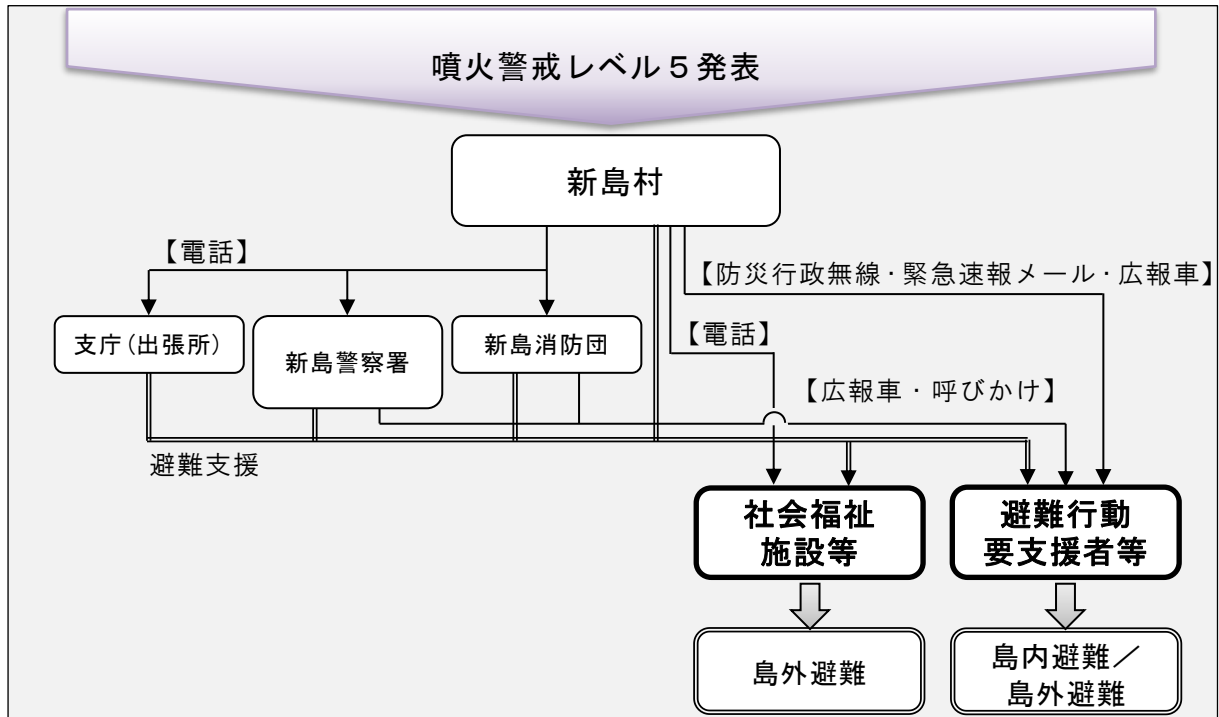 噴火警戒レベル５発表
新島村
【電話】
【防災行政無線・緊急速報メール・広報車】
支庁(出張所)
新島警察署
新島消防団
【電話】
【広報車・呼びかけ】
避難支援
社会福祉
施設等
避難行動
要支援者等
島外避難
島内避難／
島外避難